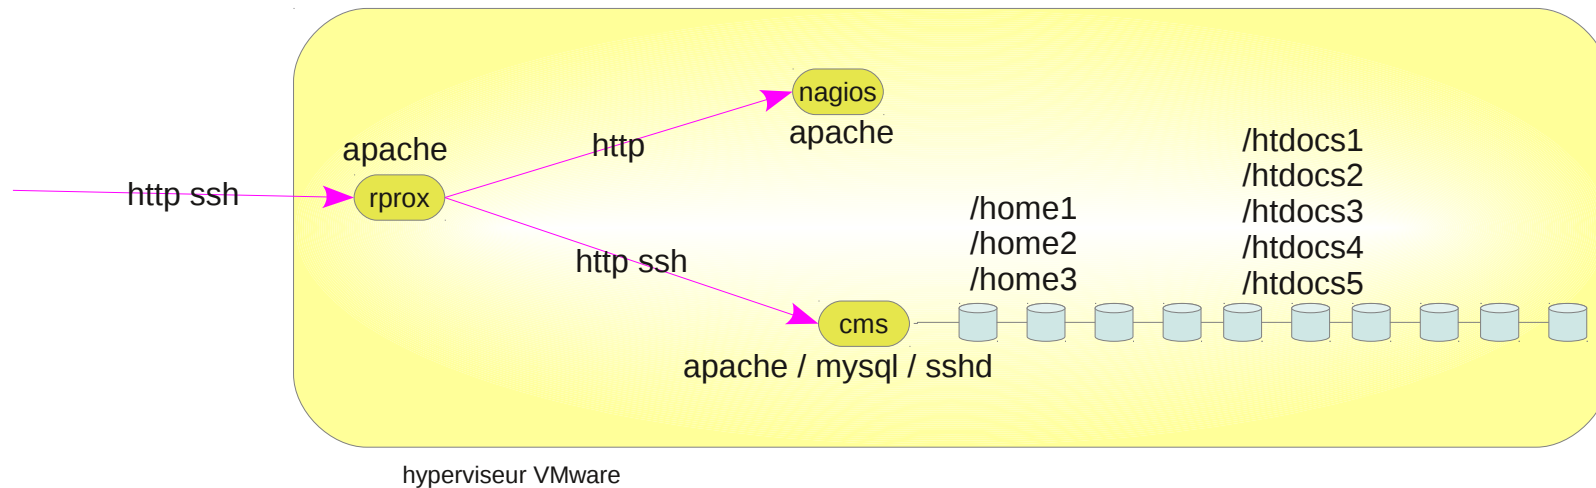 http ssh
apache
rprox
http
http ssh
nagios
apache
cms
apache / mysql / sshd
/home1
/home2
/home3
/htdocs1
/htdocs2
/htdocs3
/htdocs4
/htdocs5
hyperviseur VMware